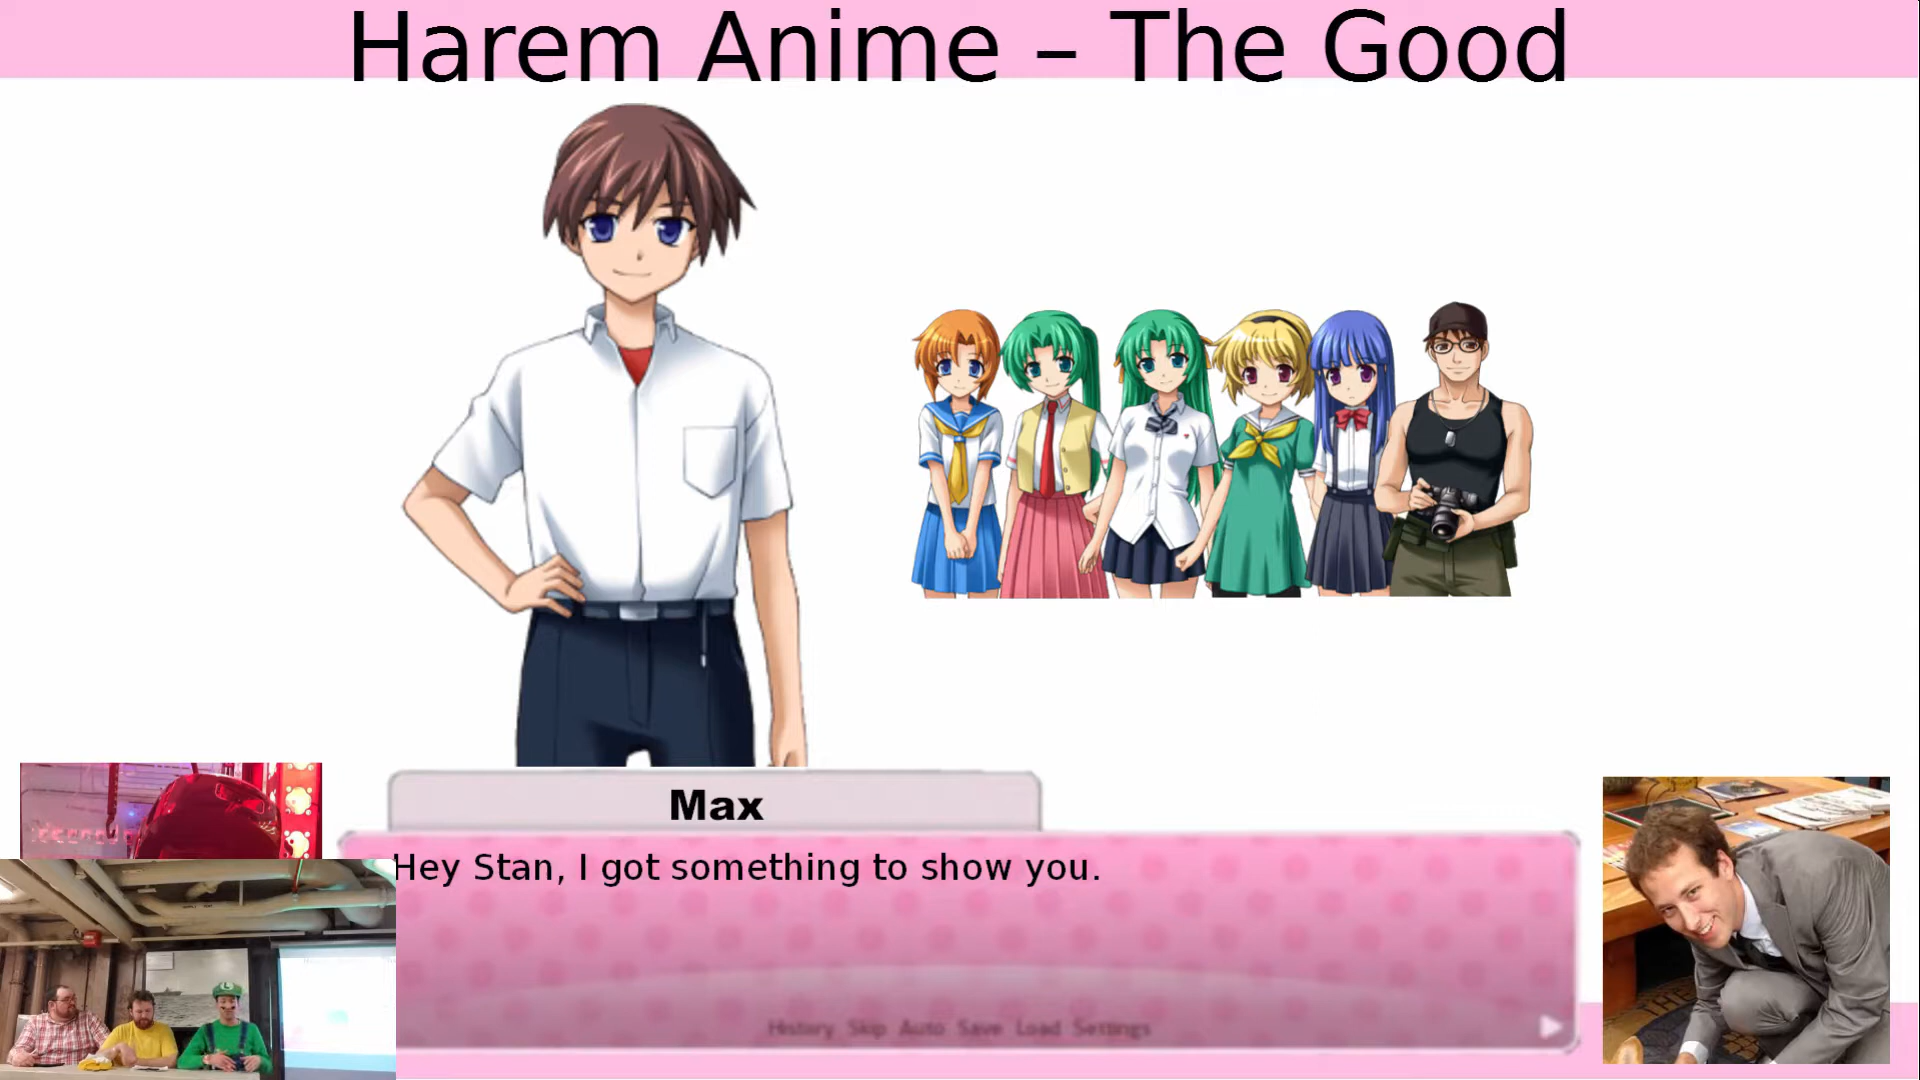 Harem Anime – The Good
Max
Hey Stan, I got something to show you.
History Skip Auto Save Load Settings
L